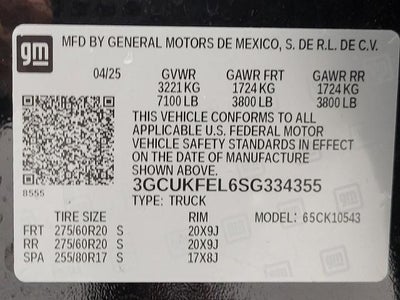 gm
MFD BY GENERAL MOTORS DE MEXICO, S. DE R.L. DE C.V.
04/25 GVWR GAWR FRT GAWR RR
3221 KG 1724 KG 1724 KG
7100 LB 3800 LB 3800 LB
THIS VEHICLE CONFORMS TO ALL
APPLICABLE U.S. FEDERAL MOTOR
VEHICLE SAFETY STANDARDS IN EFFECT
ON THE DATE OF MANUFACTURE
SHOWN ABOVE.
3GCUKFEL6SG334355
8555 TYPE: TRUCK
TIRE SIZE RIM MODEL: 65CK10543
FRT 275/60R20 S 20X9J
RR 275/60R20 S 20X9J
SPA 255/80R17 S 17X8J